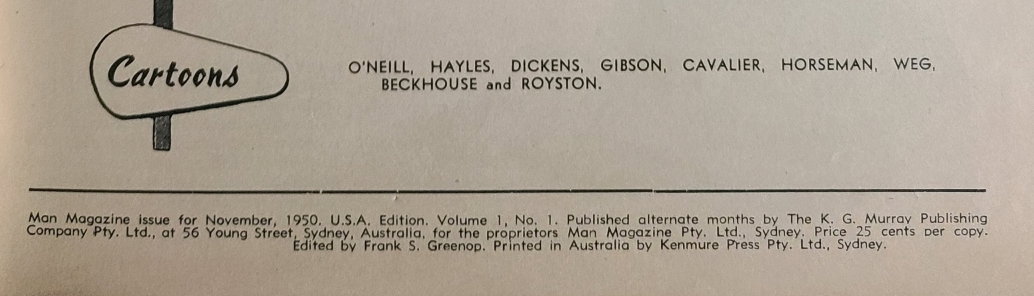 Cartoons
O'NEILL, HAYLES, DICKENS, GIBSON, CAVALIER, HORSEMAN, WEG,
BECKHOUSE and ROYSTON.
Man Magazine issue for November, 1950. U.S.A. Edition. Volume 1, No. 1. Published alternate months by The K. G. Murray Publishing
Company Pty. Ltd., at 56 Young Street, Sydney, Australia, for the proprietors Man Magazine Pty. Ltd., Sydney. Price 25 cents per copy.
Edited by Frank S. Greenop. Printed in Australia by Kenmure Press Pty. Ltd., Sydney.